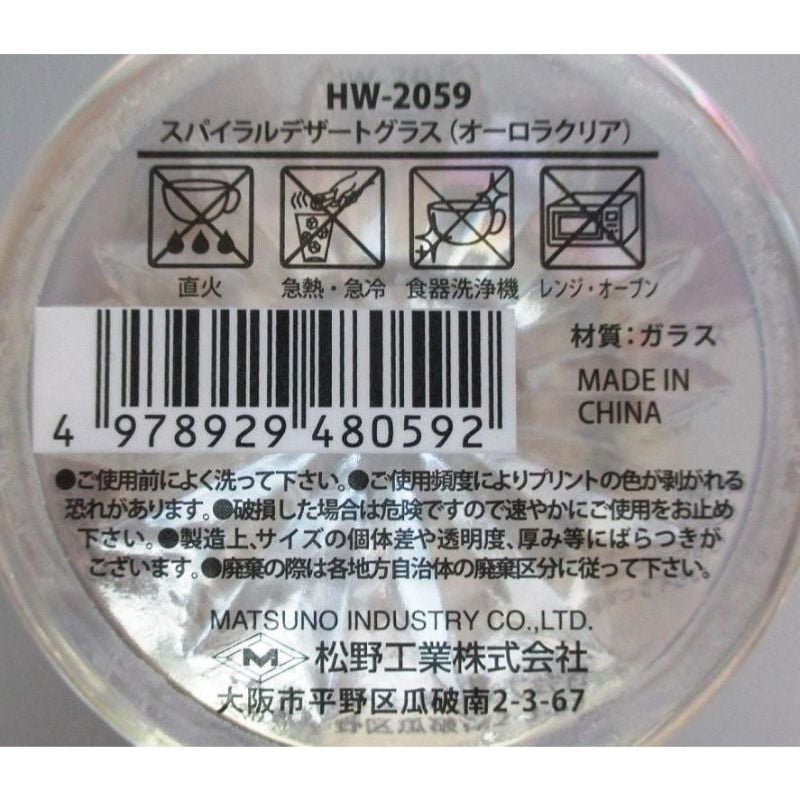 HW-2059
スパイラルデザートグラス(オーロラクリア)
直火 急熱・急冷 食器洗浄機 レンジ・オーブン
材質:ガラス
MADE IN
CHINA
4 978929 480592
●ご使用前によく洗って下さい。●ご使用頻度によりプリントの色が剥がれる
恐れがあります。●破損した場合は危険ですので速やかにご使用をお止め
下さい。●製造上、サイズの個体差や透明度、厚み等にばらつきが
ございます。●廃棄の際は各地方自治体の廃棄区分に従って下さい。
MATSUNO INDUSTRY CO.,LTD.
M 松野工業株式会社
大阪市平野区瓜破南2-3-67